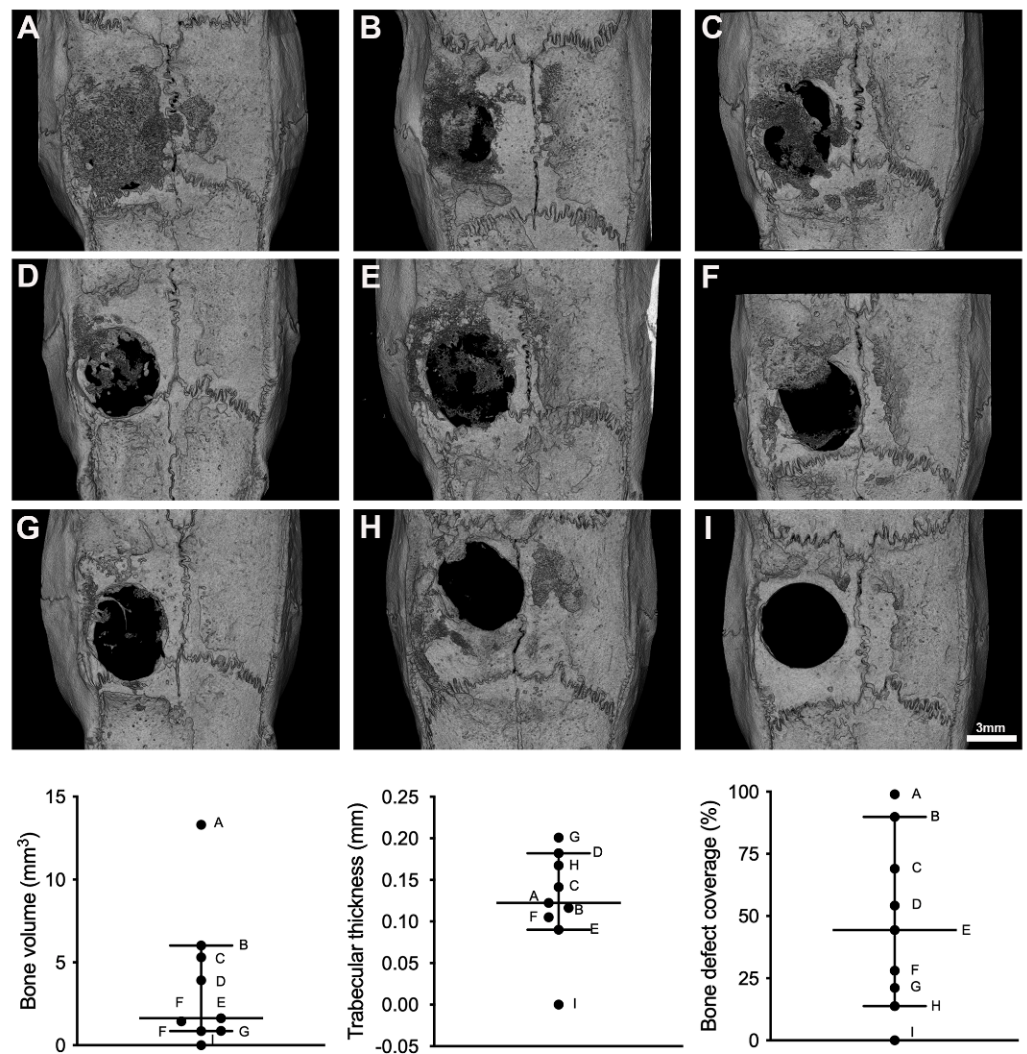 A
B
C
D
E
F
G
H
I
3mm
Bone volume (mm³)
15
10
5
0
A
B
C
D
F
E
F
G
I
Trabecular thickness (mm)
0.25
0.20
0.15
0.10
0.05
0.00
-0.05
G
D
H
C
A
B
F
E
I
Bone defect coverage (%)
100
75
50
25
0
A
B
C
D
E
F
G
H
I